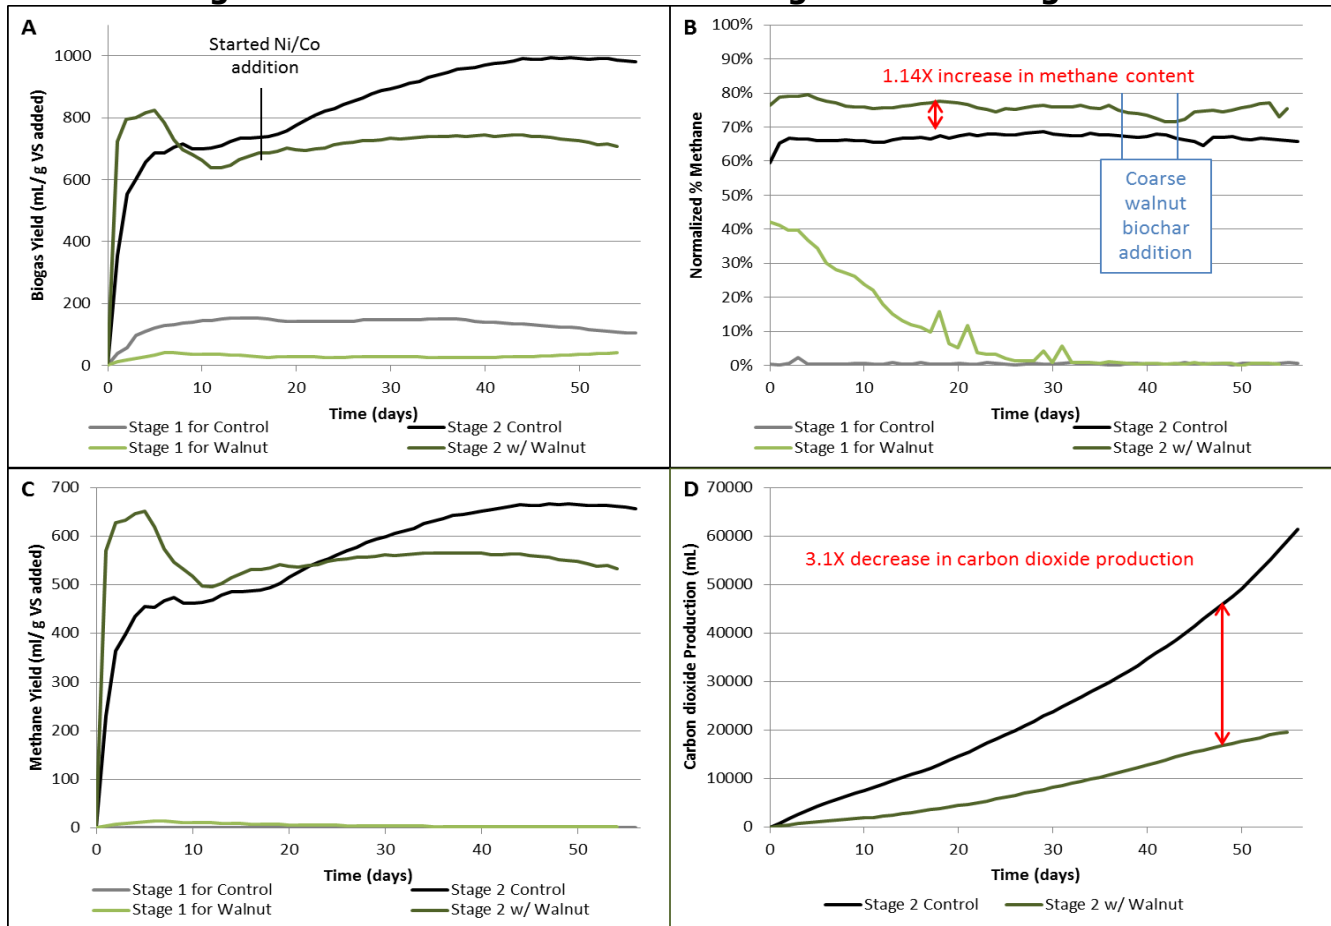 A
Started Ni/Co
addition
1000
800
600
400
200
0
Biogas Yield (mL/ g VS added)
0 10 20 30 40 50
Time (days)
Stage 1 for Control
Stage 2 Control
Stage 1 for Walnut
Stage 2 w/ Walnut
B
100%
90%
80%
70%
60%
50%
40%
30%
20%
10%
0%
Normalized % Methane
1.14X increase in methane content
Coarse
walnut
biochar
addition
0 10 20 30 40 50
Time (days)
Stage 1 for Control
Stage 2 Control
Stage 1 for Walnut
Stage 2 w/ Walnut
C
700
600
500
400
300
200
100
0
Methane Yield (ml/ g VS added)
0 10 20 30 40 50
Time (days)
Stage 1 for Control
Stage 2 Control
Stage 1 for Walnut
Stage 2 w/ Walnut
D
70000
60000
50000
40000
30000
20000
10000
0
Carbon dioxide Production (mL)
3.1X decrease in carbon dioxide production
0 10 20 30 40 50
Time (days)
Stage 2 Control
Stage 2 w/ Walnut